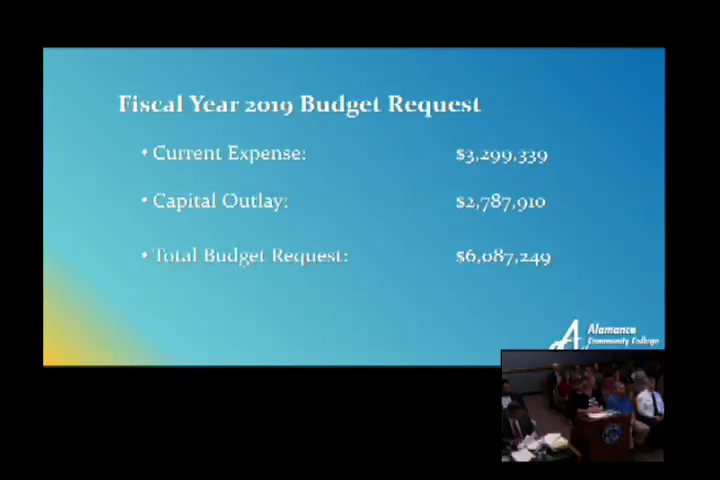 Fiscal Year 2019 Budget Request
• Current Expense: $3,299,339
• Capital Outlay: $2,787,910
• Total Budget Request: $6,087,249
Alamance
Community College